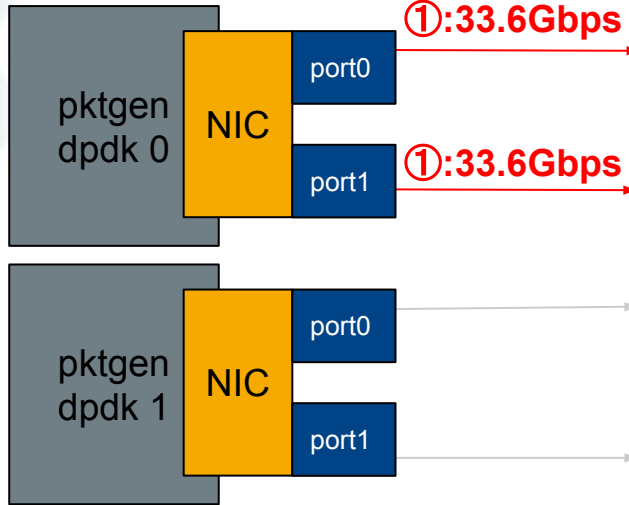 ①:33.6Gbps
port0
pktgen
dpdk 0
NIC
①:33.6Gbps
port1
port0
pktgen
dpdk 1
NIC
port1